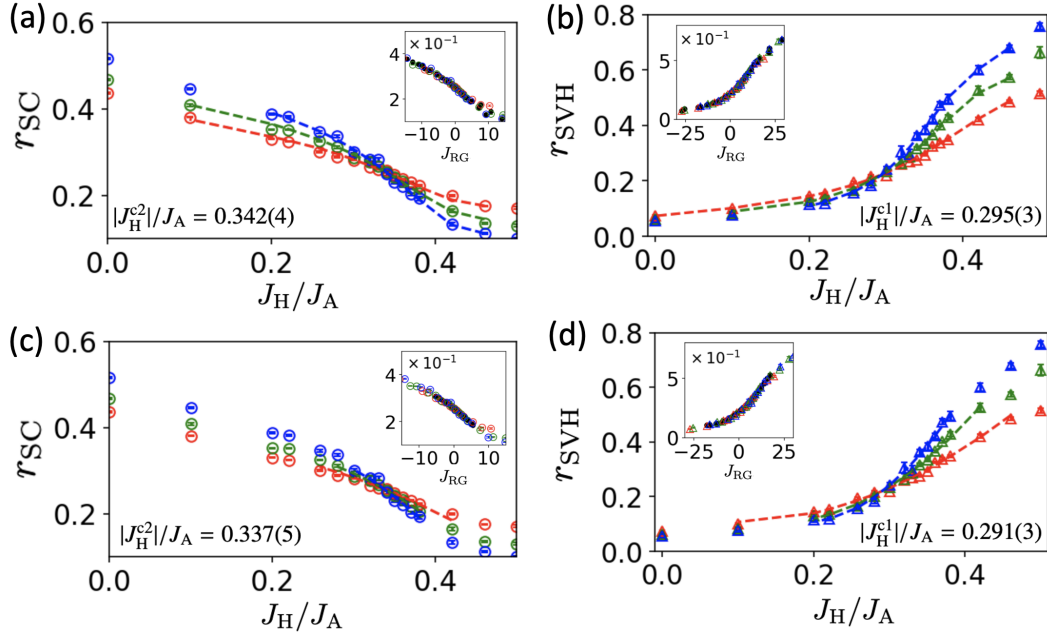 (a)
0.6
0.4
0.2
r_SC
0.0
0.2
0.4
J_H/J_A
|J_H^c2|/J_A = 0.342(4)
× 10⁻¹
4
2
−10
0
10
J_RG
(b)
0.8
0.6
0.4
0.2
0.0
r_SVH
0.0
0.2
0.4
J_H/J_A
|J_H^c1|/J_A = 0.295(3)
× 10⁻¹
5
0
−25
0
25
J_RG
(c)
0.6
0.4
0.2
r_SC
0.0
0.2
0.4
J_H/J_A
|J_H^c2|/J_A = 0.337(5)
× 10⁻¹
4
2
−10
0
10
J_RG
(d)
0.8
0.6
0.4
0.2
0.0
r_SVH
0.0
0.2
0.4
J_H/J_A
|J_H^c1|/J_A = 0.291(3)
× 10⁻¹
5
0
−25
0
25
J_RG